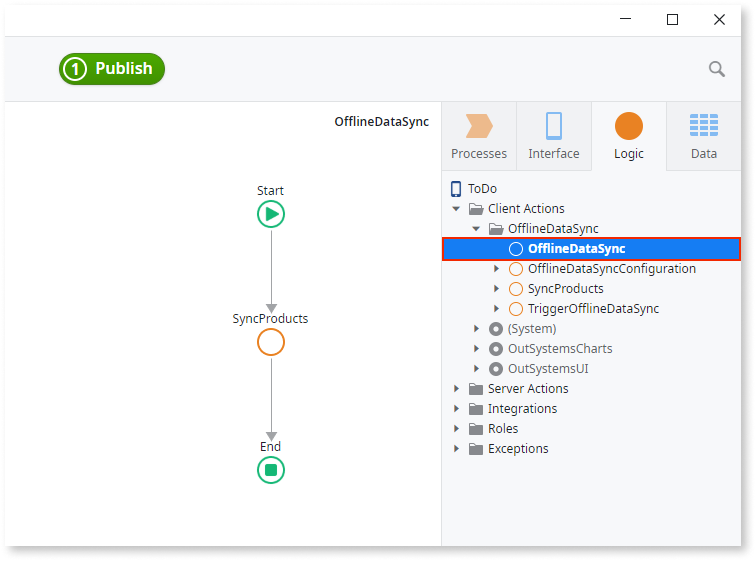 1 Publish
OfflineDataSync
Start
SyncProducts
End
Processes
Interface
Logic
Data
ToDo
Client Actions
OfflineDataSync
OfflineDataSync
OfflineDataSyncConfiguration
SyncProducts
TriggerOfflineDataSync
(System)
OutSystemsCharts
OutSystemsUI
Server Actions
Integrations
Roles
Exceptions